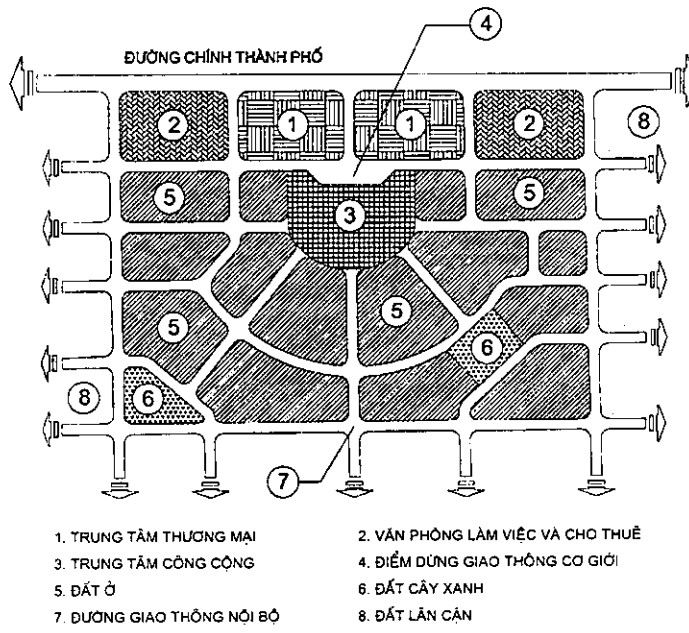 4
ĐƯỜNG CHÍNH THÀNH PHỐ
2 1 1 2 8
5 3 5
5 5
6
8 6
7
1. TRUNG TÂM THƯƠNG MẠI
2. VĂN PHÒNG LÀM VIỆC VÀ CHO THUÊ
3. TRUNG TÂM CÔNG CỘNG
4. ĐIỂM DỪNG GIAO THÔNG CƠ GIỚI
5. ĐẤT Ở
6. ĐẤT CÂY XANH
7. ĐƯỜNG GIAO THÔNG NỘI BỘ
8. ĐẤT LÂN CẬN